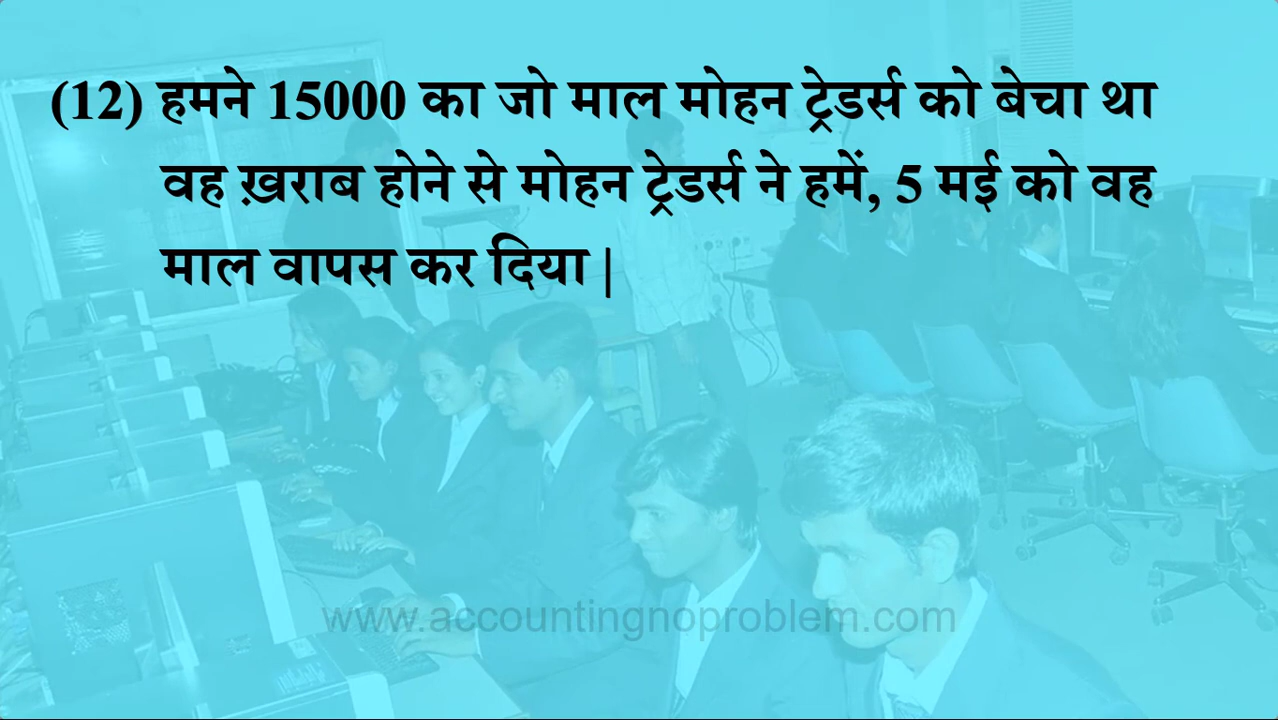 (12) हमने 15000 का जो माल मोहन ट्रेडर्स को बेचा था
वह ख़राब होने से मोहन ट्रेडर्स ने हमें, 5 मई को वह
माल वापस कर दिया |
www.accountingnoproblem.com